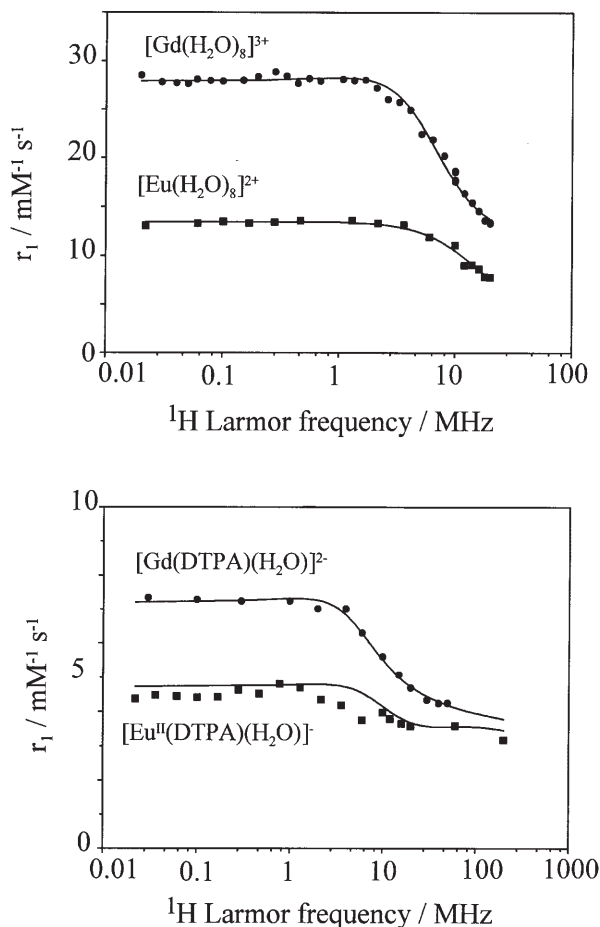 [Gd(H₂O)₈]³⁺
30
[Eu(H₂O)₈]²⁺
20
r₁ / mM⁻¹ s⁻¹
10
0
0.01 0.1 1 10 100
¹H Larmor frequency / MHz
10
[Gd(DTPA)(H₂O)]²⁻
r₁ / mM⁻¹ s⁻¹
5
[Euᴵᴵ(DTPA)(H₂O)]⁻
0
0.01 0.1 1 10 100 1000
¹H Larmor frequency / MHz